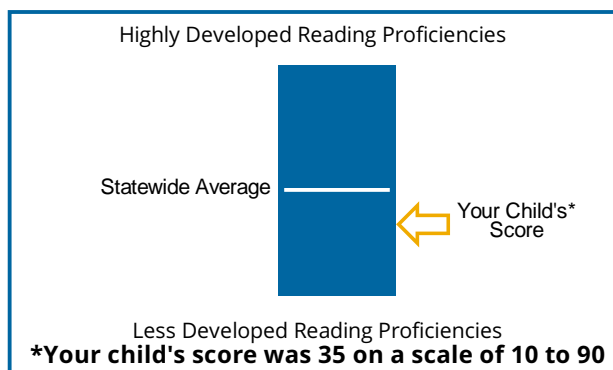 Highly Developed Reading Proficiencies
Statewide Average
Your Child's*
Score
Less Developed Reading Proficiencies
*Your child's score was 35 on a scale of 10 to 90